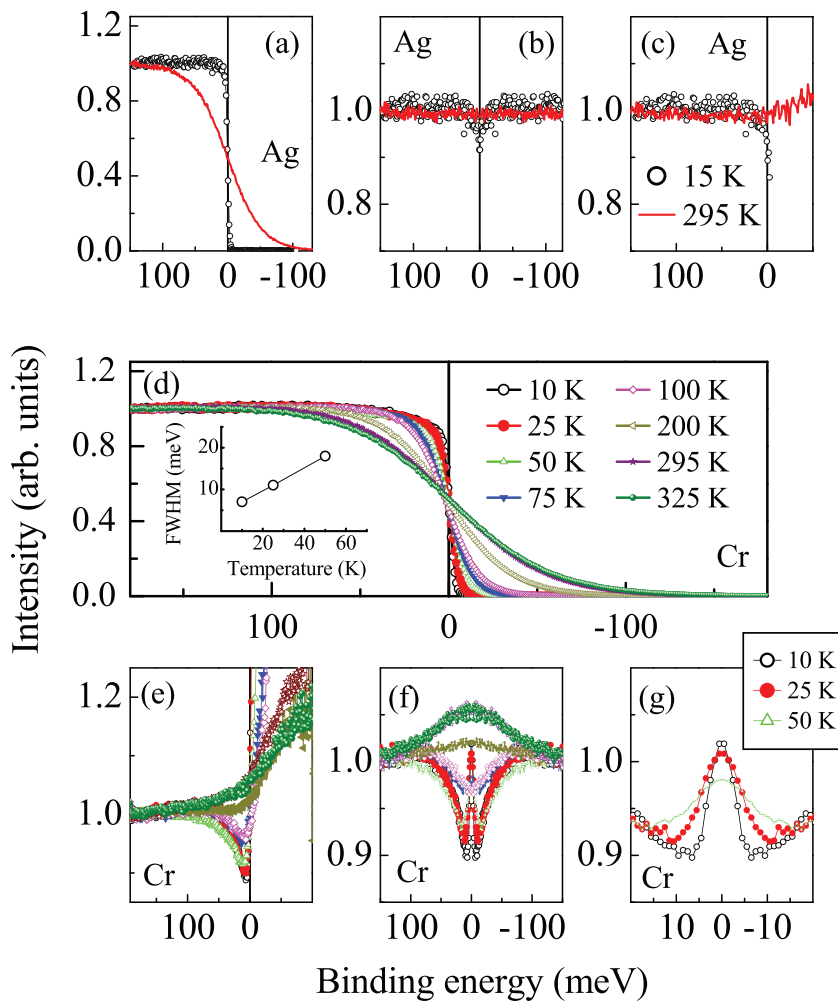 1.2
0.8
0.4
0.0
(a)
Ag
100 0 -100
Ag (b)
1.0
0.8
100 0 -100
(c) Ag
1.0
0.8
15 K
295 K
100 0
Intensity (arb. units)
1.2
0.8
0.4
0.0
(d)
FWHM (meV)
20
10
20 40 60
Temperature (K)
10 K
25 K
50 K
75 K
100 K
200 K
295 K
325 K
Cr
100 0 -100
1.2
1.0
(e)
Cr
100 0
(f)
1.0
0.9
Cr
100 0 -100
(g)
10 K
25 K
50 K
1.0
0.9
Cr
10 0 -10
Binding energy (meV)